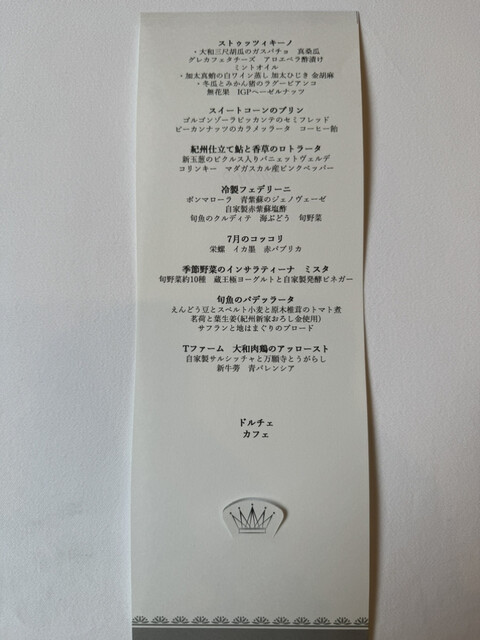 ストゥッツィキーノ
・大和三尺胡瓜のガスパチョ　真桑瓜
グレカフェタチーズ　アロエベラ酢漬け
ミントオイル
・加太真蛸の白ワイン蒸し 加太ひじき 金胡麻
・冬瓜とみかん猪のラグービアンコ
無花果　IGPヘーゼルナッツ
スイートコーンのプリン
ゴルゴンゾーラピッカンテのセミフレッド
ピーカンナッツのカラメッラータ　コーヒー飴
紀州仕立て鮎と香草のロトラータ
新玉葱のピクルス入りバニェットヴェルデ
コリンキー　マダガスカル産ピンクペッパー
冷製フェデリーニ
ポンマローラ　青紫蘇のジェノヴェーゼ
自家製赤紫蘇塩酢
旬魚のクルディテ　海ぶどう　旬野菜
7月のコッコリ
栄螺　イカ墨　赤パプリカ
季節野菜のインサラティーナ　ミスタ
旬野菜約10種　蔵王極ヨーグルトと自家製発酵ビネガー
旬魚のパデッラータ
えんどう豆とスペルト小麦と原木椎茸のトマト煮
茗荷と葉生姜(紀州新家おろし金使用)
サフランと地はまぐりのブロード
Tファーム　大和肉鶏のアッロースト
自家製サルシッチャと万願寺とうがらし
新牛蒡　青バレンシア
ドルチェ
カフェ